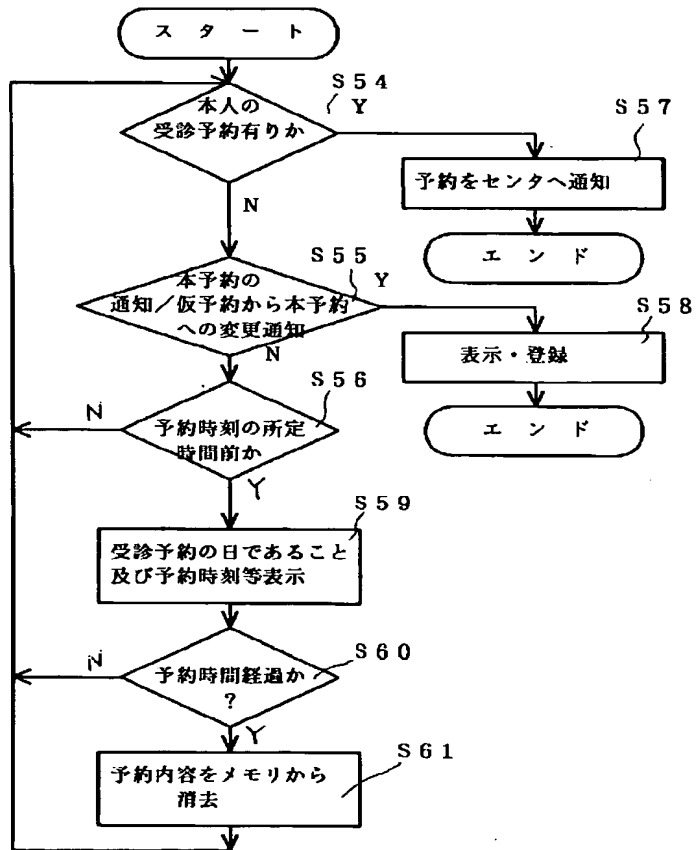 スタート
S54
本人の
受診予約有りか
Y
N
S57
予約をセンタへ通知
エンド
S55
本予約の
通知/仮予約から本予約
への変更通知
Y
N
S58
表示・登録
エンド
S56
予約時刻の所定
時間前か
N
Y
S59
受診予約の日であること
及び予約時刻等表示
S60
予約時間経過か
?
N
Y
S61
予約内容をメモリから
消去